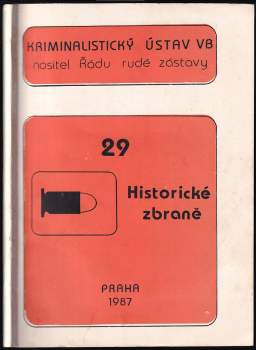 KRIMINALISTICKÝ ÚSTAV VB
nositel Řádu rudé zástavy
29
Historické
zbraně
PRAHA
1987